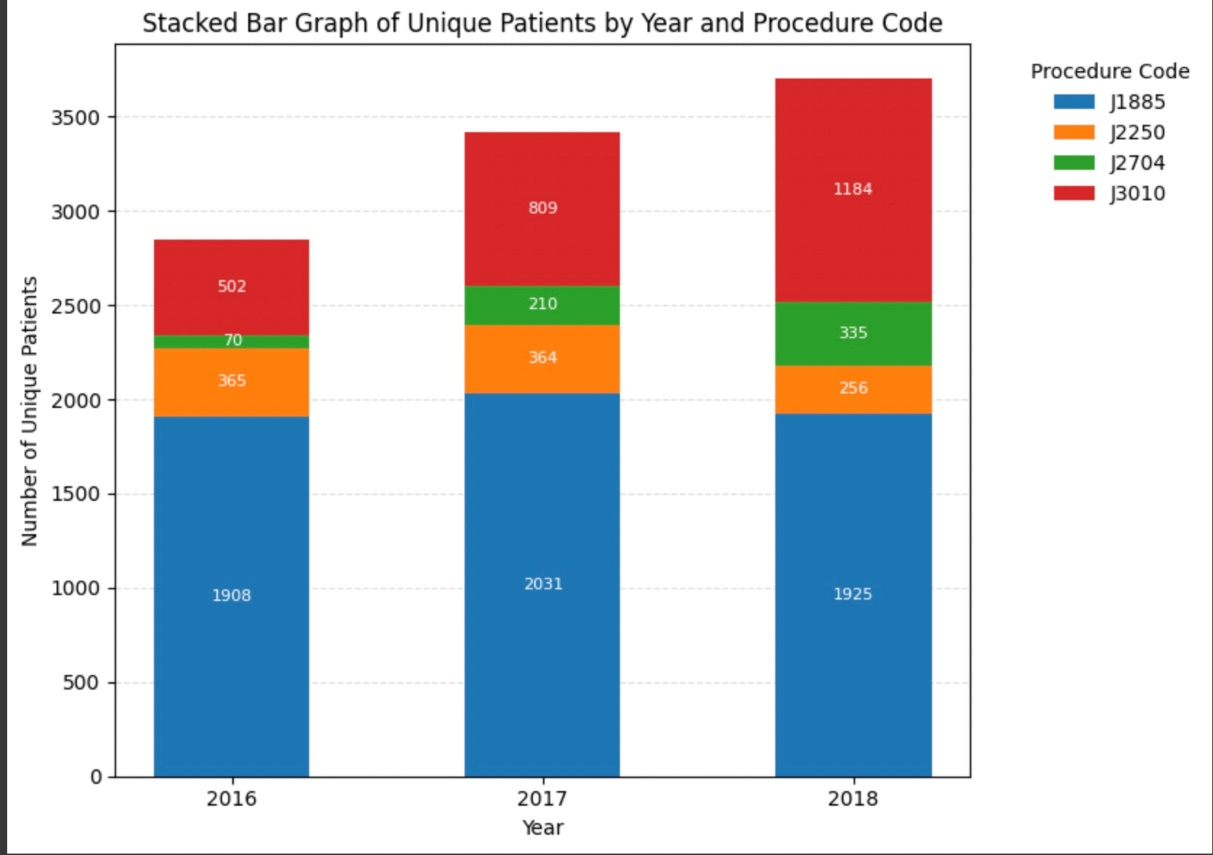 Stacked Bar Graph of Unique Patients by Year and Procedure Code
Number of Unique Patients
3500
3000
2500
2000
1500
1000
500
0
502
70
365
1908
809
210
364
2031
1184
335
256
1925
2016
2017
2018
Year
Procedure Code
J1885
J2250
J2704
J3010